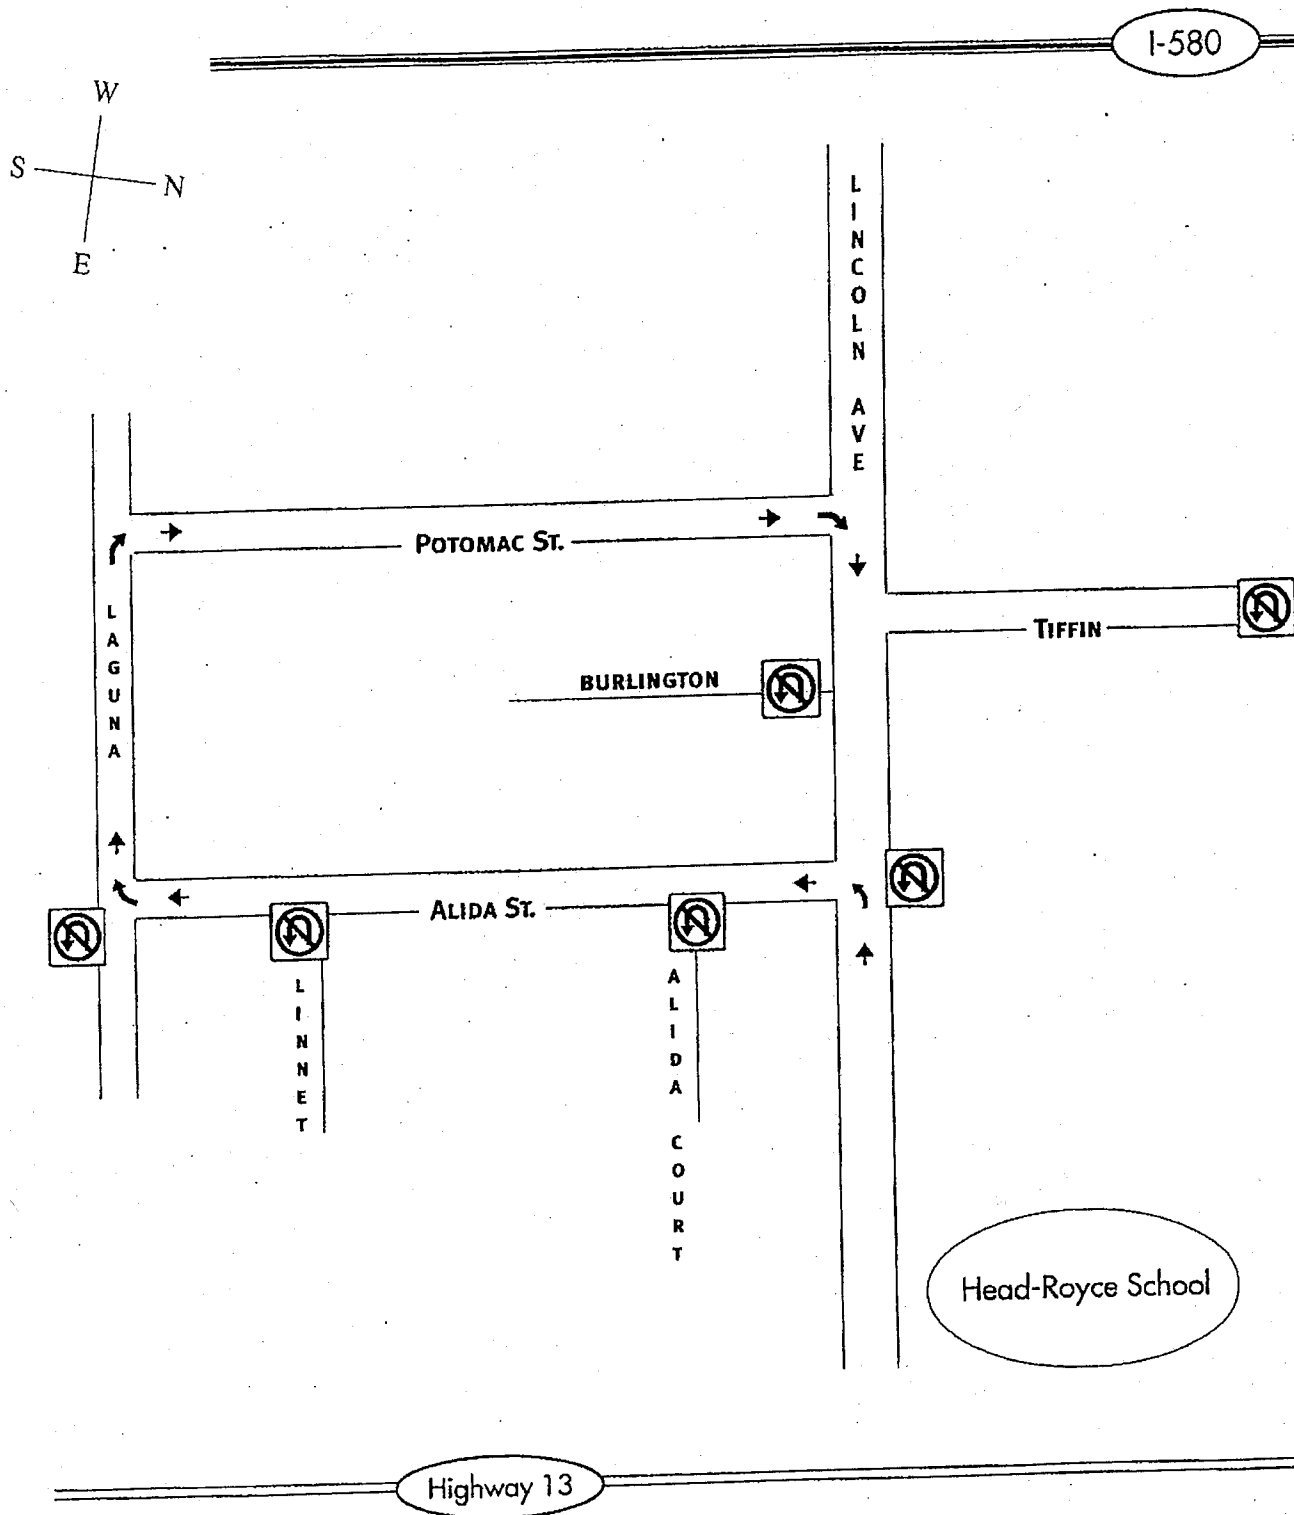 I-580
W
S
N
E
LINCOLN AVE
POTOMAC ST.
LAGUNA
TIFFIN
BURLINGTON
ALIDA ST.
LINNET
ALIDA COURT
Head-Royce School
Highway 13